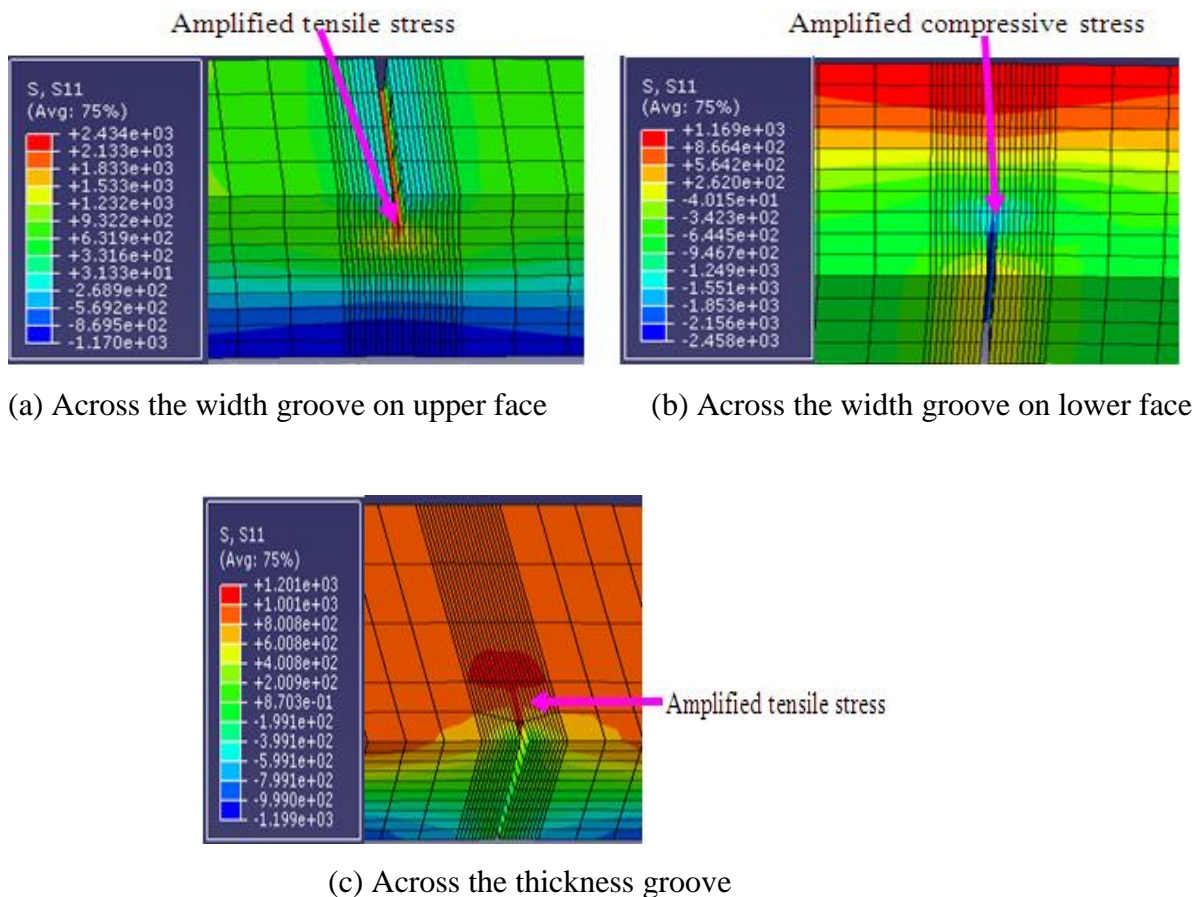 Amplified tensile stress
Amplified compressive stress
S, S11
(Avg: 75%)
+2.434e+03
+2.133e+03
+1.833e+03
+1.533e+03
+1.232e+03
+9.322e+02
+6.319e+02
+3.316e+02
+3.133e+01
-2.689e+02
-5.692e+02
-8.695e+02
-1.170e+03
S, S11
(Avg: 75%)
+1.169e+03
+8.664e+02
+5.642e+02
+2.620e+02
-4.015e+01
-3.423e+02
-6.445e+02
-9.467e+02
-1.249e+03
-1.551e+03
-1.853e+03
-2.156e+03
-2.458e+03
(a) Across the width groove on upper face
(b) Across the width groove on lower face
S, S11
(Avg: 75%)
+1.201e+03
+1.001e+03
+8.008e+02
+6.008e+02
+4.008e+02
+2.009e+02
+8.703e-01
-1.991e+02
-3.991e+02
-5.991e+02
-7.991e+02
-9.990e+02
-1.199e+03
Amplified tensile stress
(c) Across the thickness groove